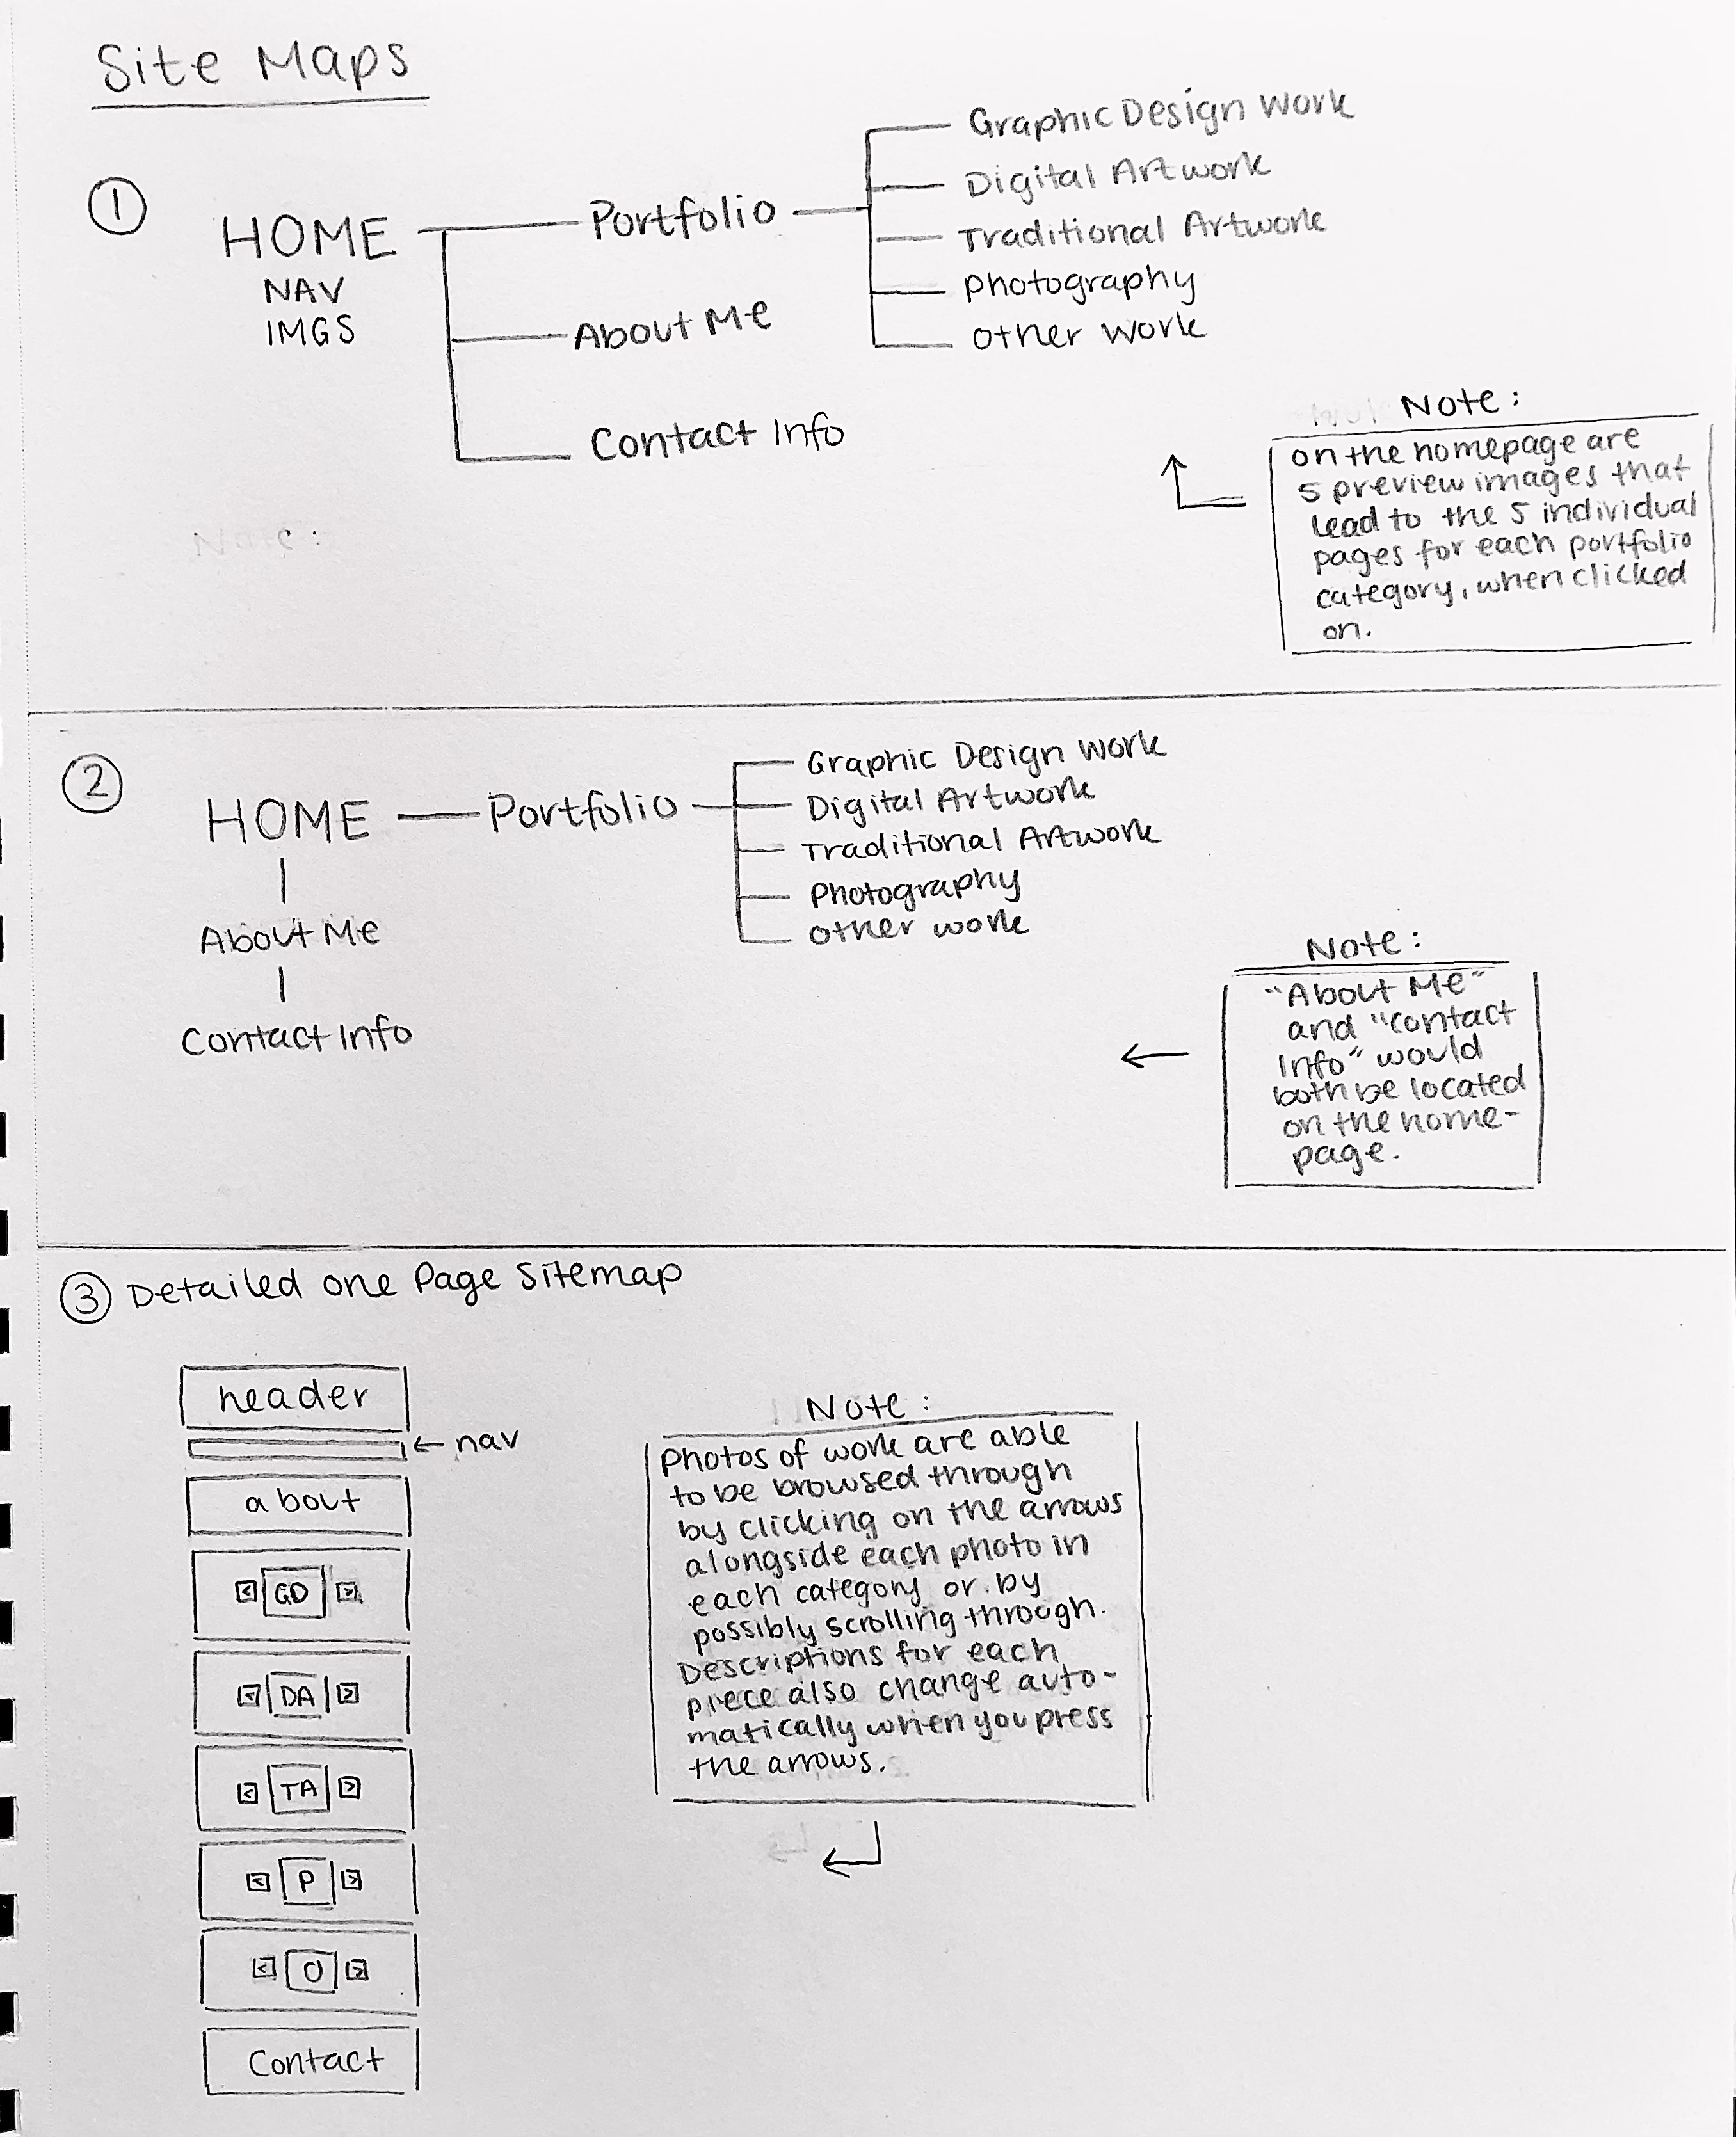 Site Maps
①
HOME
NAV
IMGS
Portfolio
About Me
Contact Info
Graphic Design Work
Digital Artwork
Traditional Artwork
Photography
Other Work
Note:
on the homepage are
5 preview images that
lead to the 5 individual
pages for each portfolio
category, when clicked
on.
Note:
②
HOME
Portfolio
Graphic Design Work
Digital Artwork
Traditional Artwork
Photography
Other work
About Me
Contact Info
Note:
"About Me"
and "Contact
Info" would
both be located
on the home-
page.
③ Detailed One Page Sitemap
header
← nav
about
< GD >
< DA >
< TA >
< P >
< O >
Contact
Note:
Photos of work are able
to be browsed through
by clicking on the arrows
alongside each photo in
each category or by
possibly scrolling through.
Descriptions for each
piece also change auto-
matically when you press
the arrows.